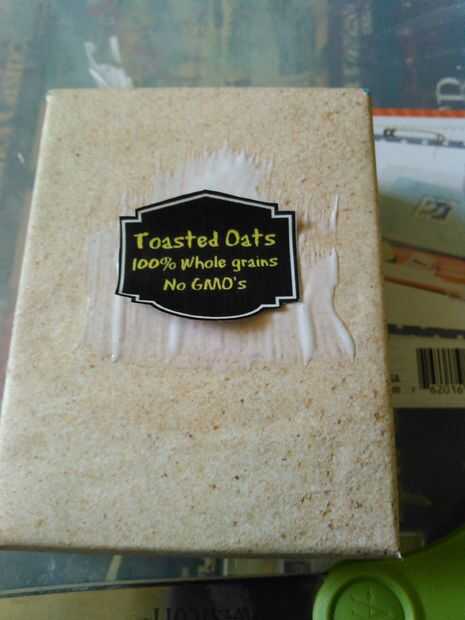 Toasted Oats
100% Whole grains
No GMO's